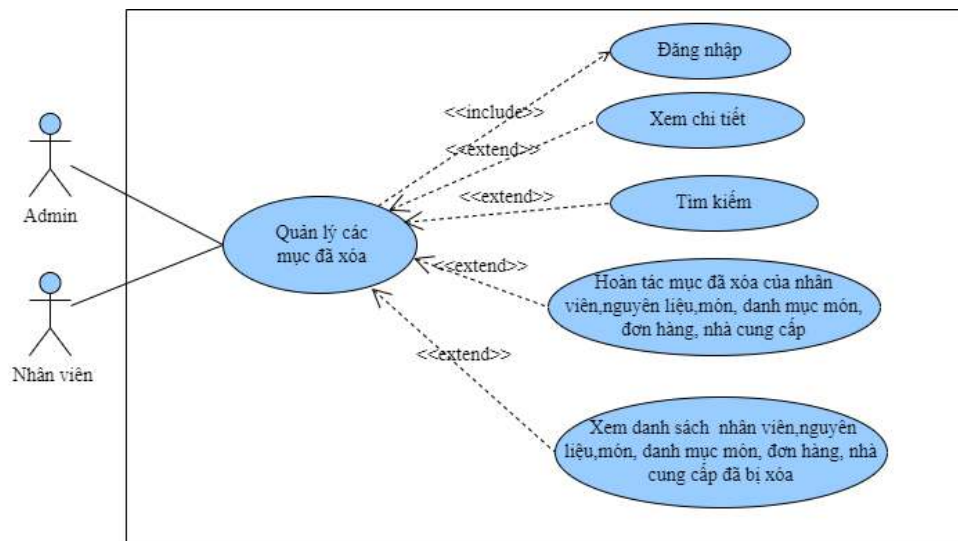 Đăng nhập
<<include>>
Xem chi tiết
<<extend>>
Tìm kiếm
<<extend>>
Admin
Quản lý các
mục đã xóa
<<extend>>
Hoàn tác mục đã xóa của nhân
viên,nguyên liệu,món, danh mục món,
đơn hàng, nhà cung cấp
Nhân viên
<<extend>>
Xem danh sách nhân viên,nguyên
liệu,món, danh mục món, đơn hàng, nhà
cung cấp đã bị xóa